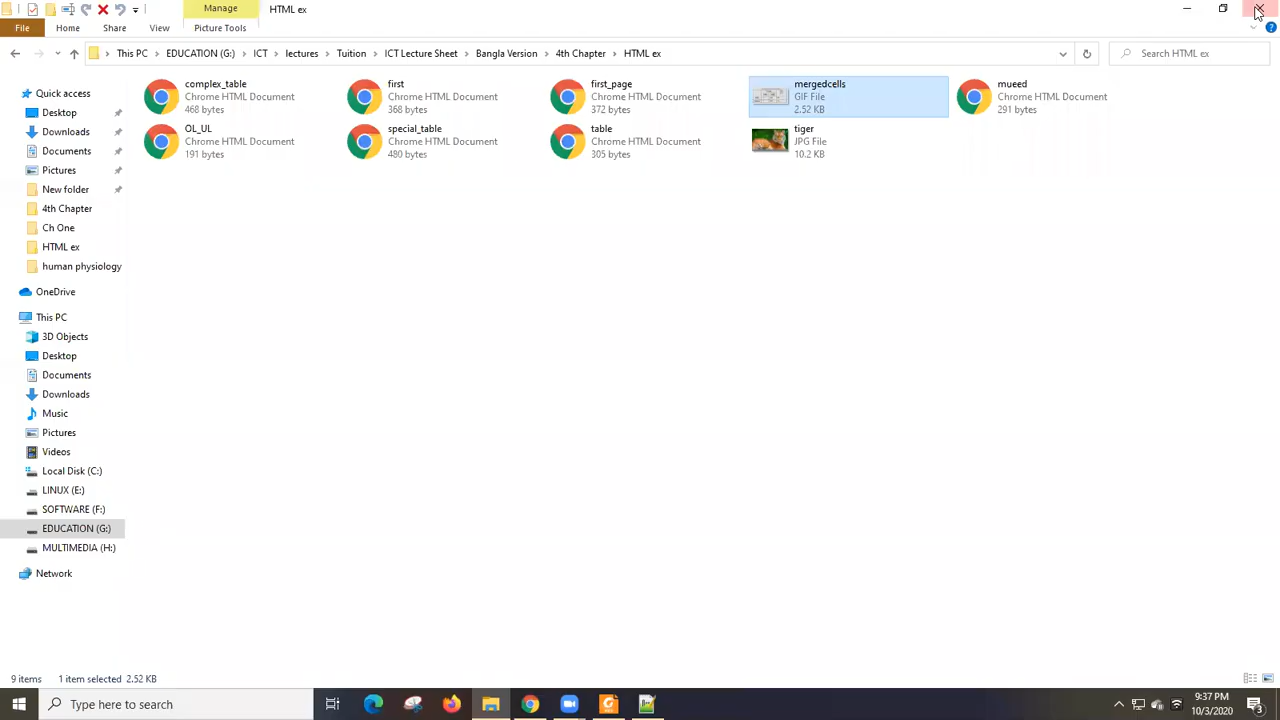 Manage
HTML ex
File
Home
Share
View
Picture Tools
This PC
EDUCATION (G:)
ICT
lectures
Tuition
ICT Lecture Sheet
Bangla Version
4th Chapter
HTML ex
Search HTML ex
Quick access
Desktop
Downloads
Documents
Pictures
New folder
4th Chapter
Ch One
HTML ex
human physiology
OneDrive
This PC
3D Objects
Desktop
Documents
Downloads
Music
Pictures
Videos
Local Disk (C:)
LINUX (E:)
SOFTWARE (F:)
EDUCATION (G:)
MULTIMEDIA (H:)
Network
complex_table
Chrome HTML Document
468 bytes
first
Chrome HTML Document
368 bytes
first_page
Chrome HTML Document
372 bytes
mergedcells
GIF File
2.52 KB
mueed
Chrome HTML Document
291 bytes
OL_UL
Chrome HTML Document
191 bytes
special_table
Chrome HTML Document
480 bytes
table
Chrome HTML Document
305 bytes
tiger
JPG File
10.2 KB
9 items
1 item selected 2.52 KB
Type here to search
9:37 PM
10/3/2020
3